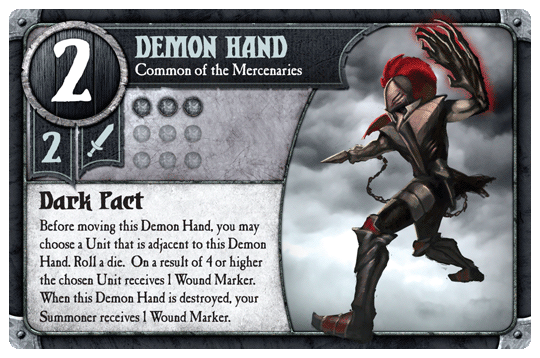 2
DEMON HAND
Common of the Mercenaries
2
Dark Pact
Before moving this Demon Hand, you may
choose a Unit that is adjacent to this Demon
Hand. Roll a die. On a result of 4 or higher
the chosen Unit receives 1 Wound Marker.
When this Demon Hand is destroyed, your
Summoner receives 1 Wound Marker.